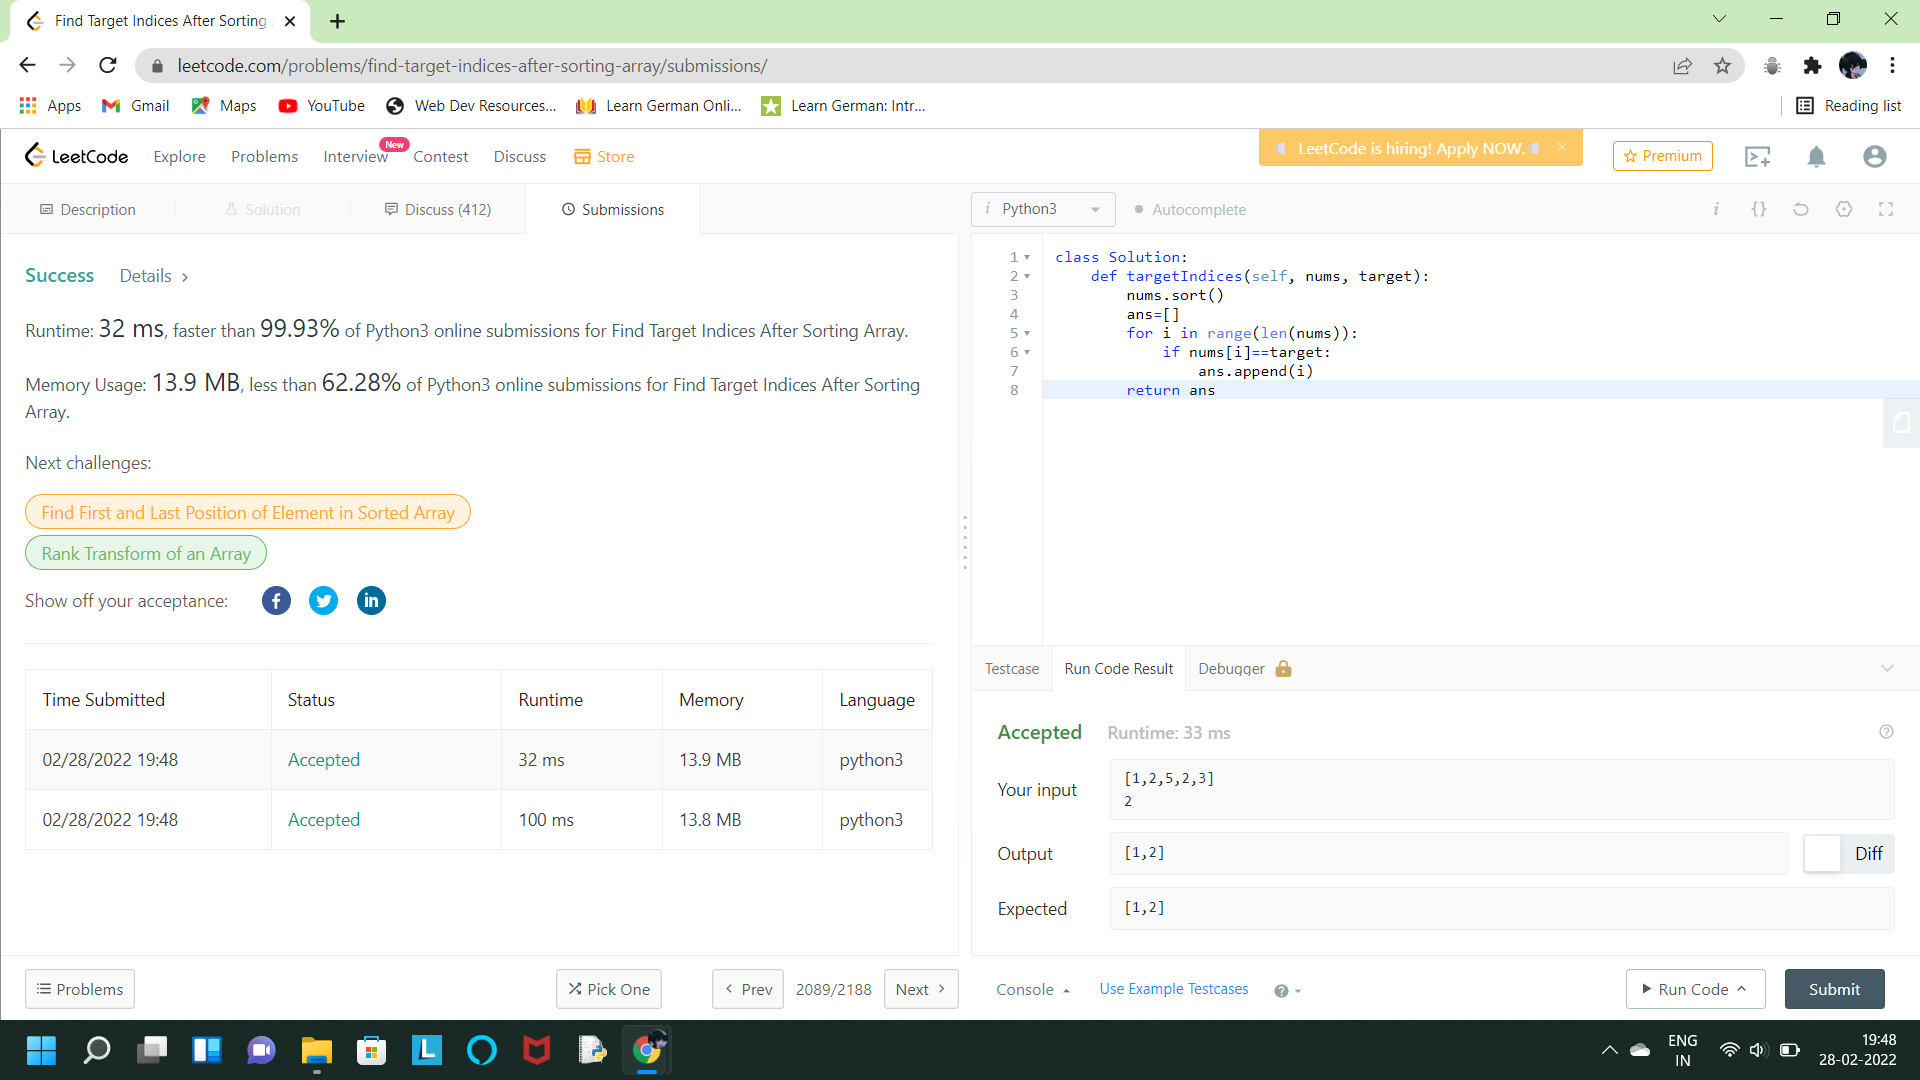 Find Target Indices After Sorting
leetcode.com/problems/find-target-indices-after-sorting-array/submissions/
Apps Gmail Maps YouTube Web Dev Resources... Learn German Onli... Learn German: Intr... Reading list
LeetCode Explore Problems Interview New Contest Discuss Store LeetCode is hiring! Apply NOW. Premium
Description Solution Discuss (412) Submissions
i Python3 Autocomplete i {}
Success Details >
Runtime: 32 ms, faster than 99.93% of Python3 online submissions for Find Target Indices After Sorting Array.
Memory Usage: 13.9 MB, less than 62.28% of Python3 online submissions for Find Target Indices After Sorting
Array.
Next challenges:
Find First and Last Position of Element in Sorted Array
Rank Transform of an Array
Show off your acceptance:
Time Submitted Status Runtime Memory Language
02/28/2022 19:48 Accepted 32 ms 13.9 MB python3
02/28/2022 19:48 Accepted 100 ms 13.8 MB python3
1 class Solution:
2 def targetIndices(self, nums, target):
3 nums.sort()
4 ans=[]
5 for i in range(len(nums)):
6 if nums[i]==target:
7 ans.append(i)
8 return ans
Testcase Run Code Result Debugger
Accepted Runtime: 33 ms
Your input [1,2,5,2,3]
2
Output [1,2] Diff
Expected [1,2]
Problems Pick One < Prev 2089/2188 Next > Console Use Example Testcases ? Run Code Submit
ENG
IN
19:48
28-02-2022